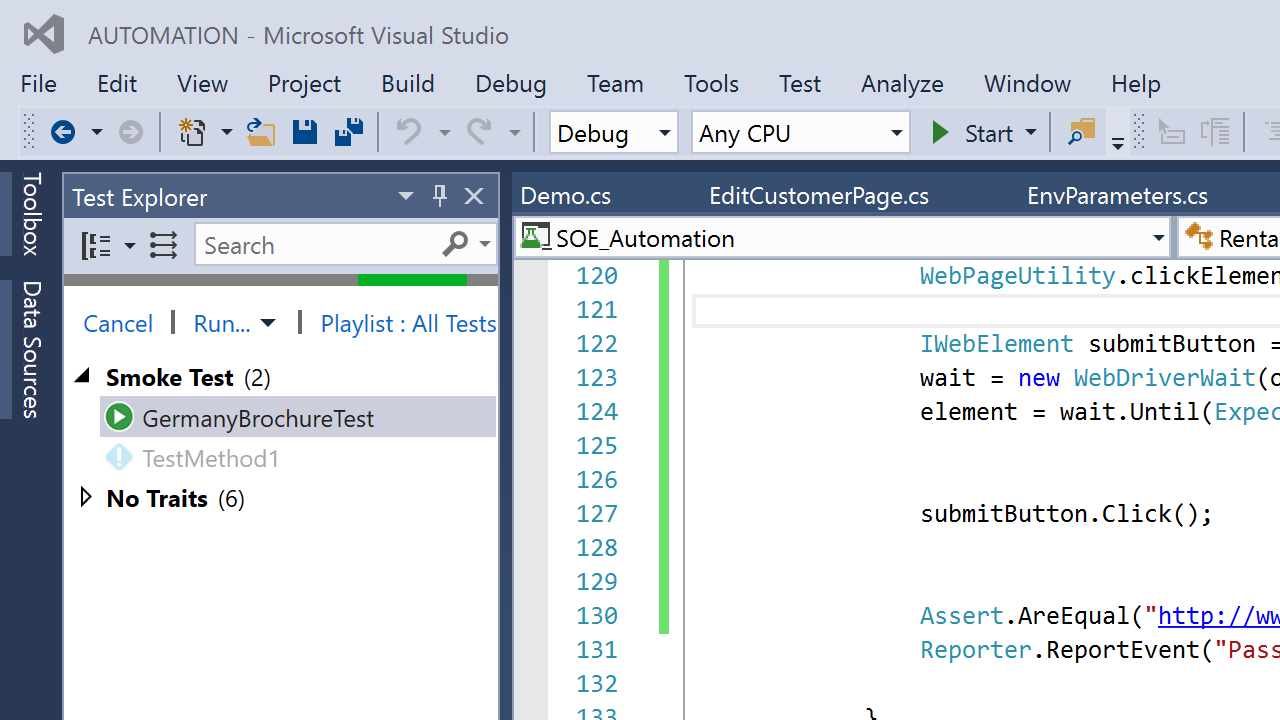 AUTOMATION - Microsoft Visual Studio
File Edit View Project Build Debug Team Tools Test Analyze Window Help
Debug Any CPU Start
Toolbox
Data Sources
Test Explorer
Search
Cancel | Run... | Playlist : All Tests
Smoke Test (2)
GermanyBrochureTest
TestMethod1
No Traits (6)
Demo.cs EditCustomerPage.cs EnvParameters.cs
SOE_Automation Renta
120 WebPageUtility.clickElemen
121
122 IWebElement submitButton =
123 wait = new WebDriverWait(
124 element = wait.Until(Expec
125
126
127 submitButton.Click();
128
129
130 Assert.AreEqual("http://ww
131 Reporter.ReportEvent("Pass
132
133 }